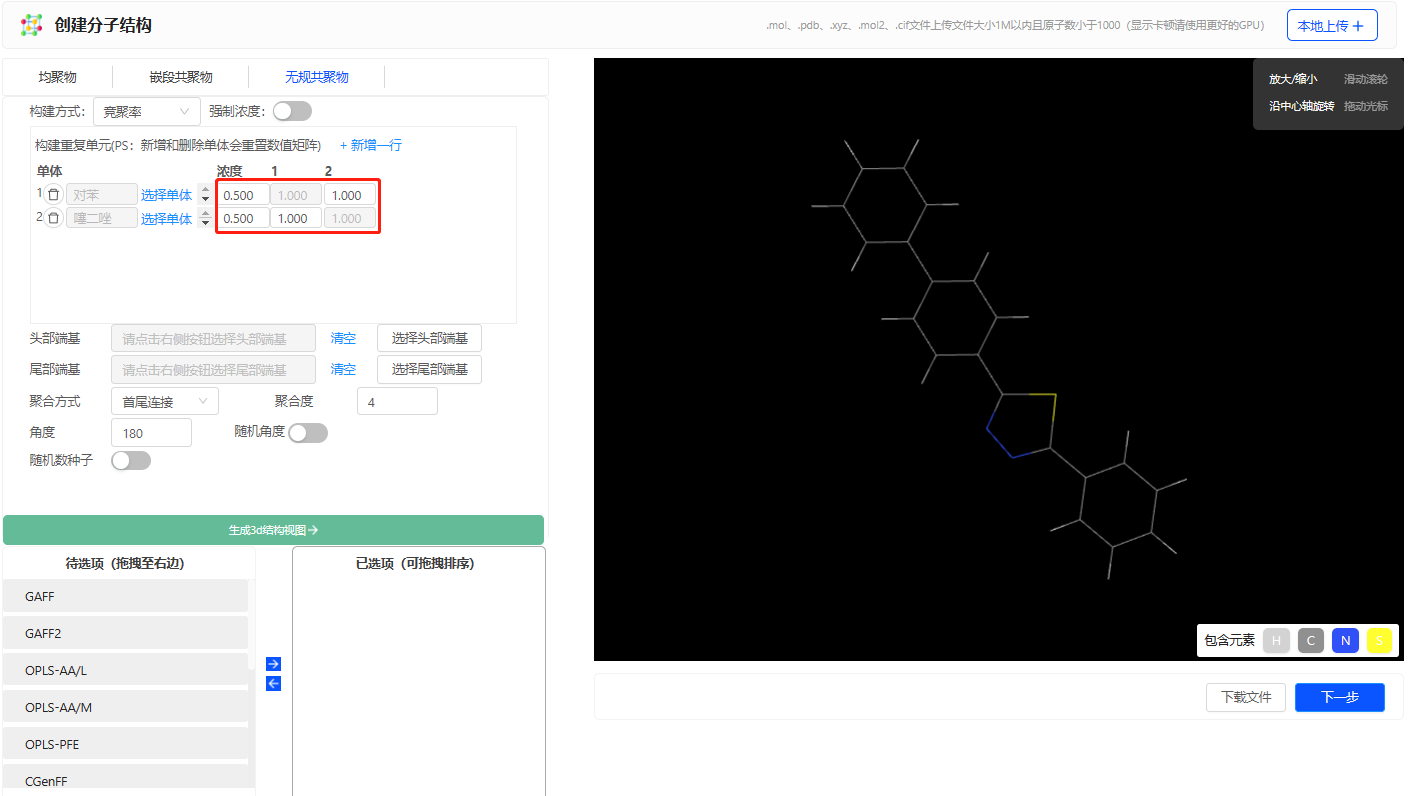 创建分子结构
.mol、.pdb、.xyz、.mol2、.cif文件上传文件大小1M以内且原子数小于1000（显示卡顿请使用更好的GPU）
本地上传 +
均聚物 嵌段共聚物 无规共聚物
构建方式: 竞聚率 强制浓度:
构建重复单元(PS：新增和删除单体会重置数值矩阵) + 新增一行
单体 浓度 1 2
1 对苯 选择单体 0.500 1.000 1.000
2 噻二唑 选择单体 0.500 1.000 1.000
头部端基 请点击右侧按钮选择头部端基 清空 选择头部端基
尾部端基 请点击右侧按钮选择尾部端基 清空 选择尾部端基
聚合方式 首尾连接 聚合度 4
角度 180 随机角度
随机数种子
生成3d结构视图→
待选项（拖拽至右边）
GAFF
GAFF2
OPLS-AA/L
OPLS-AA/M
OPLS-PFE
CGenFF
已选项（可拖拽排序）
放大/缩小 滑动滚轮
沿中心轴旋转 拖动光标
包含元素 H C N S
下载文件 下一步